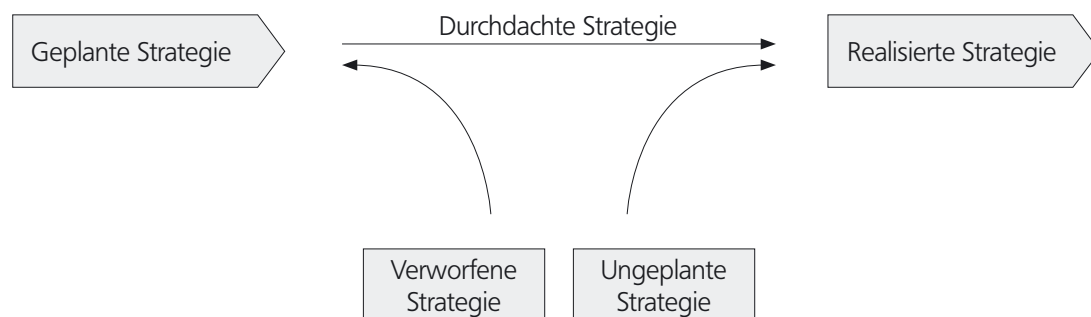 Durchdachte Strategie
Geplante Strategie
Realisierte Strategie
Verworfene
Strategie
Ungeplante
Strategie